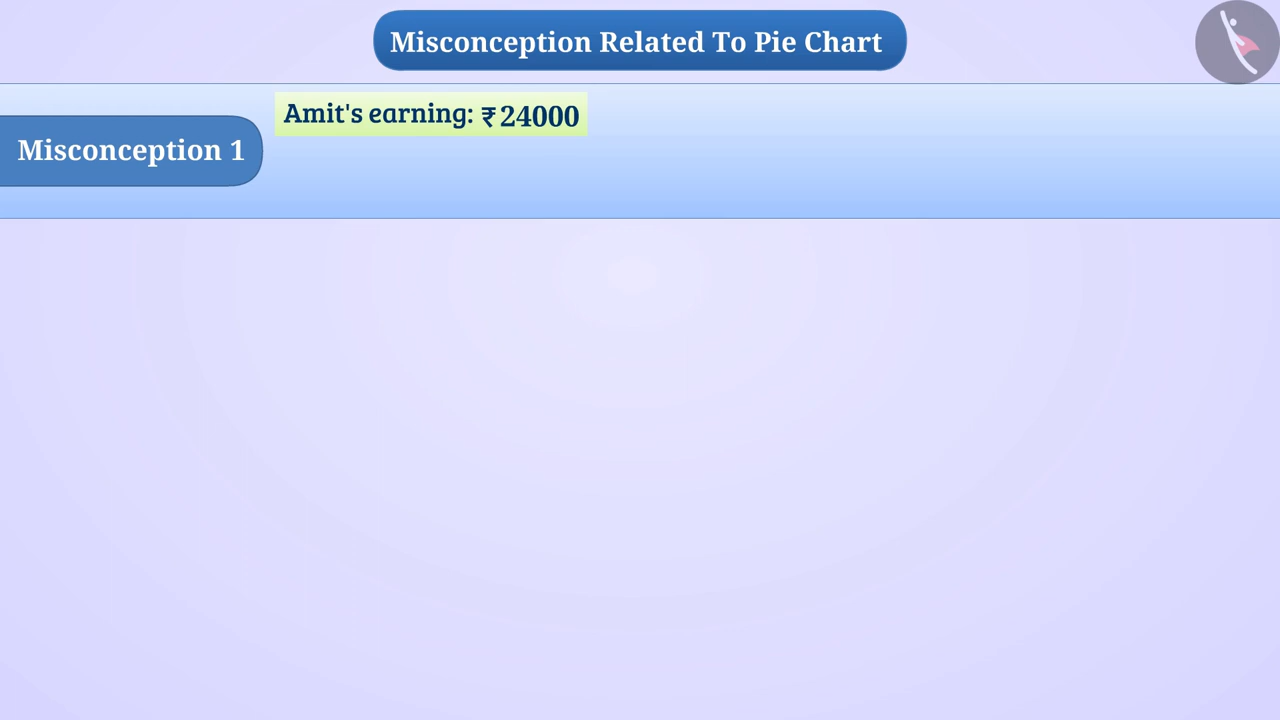 Misconception Related To Pie Chart
Amit's earning: ₹24000
Misconception 1